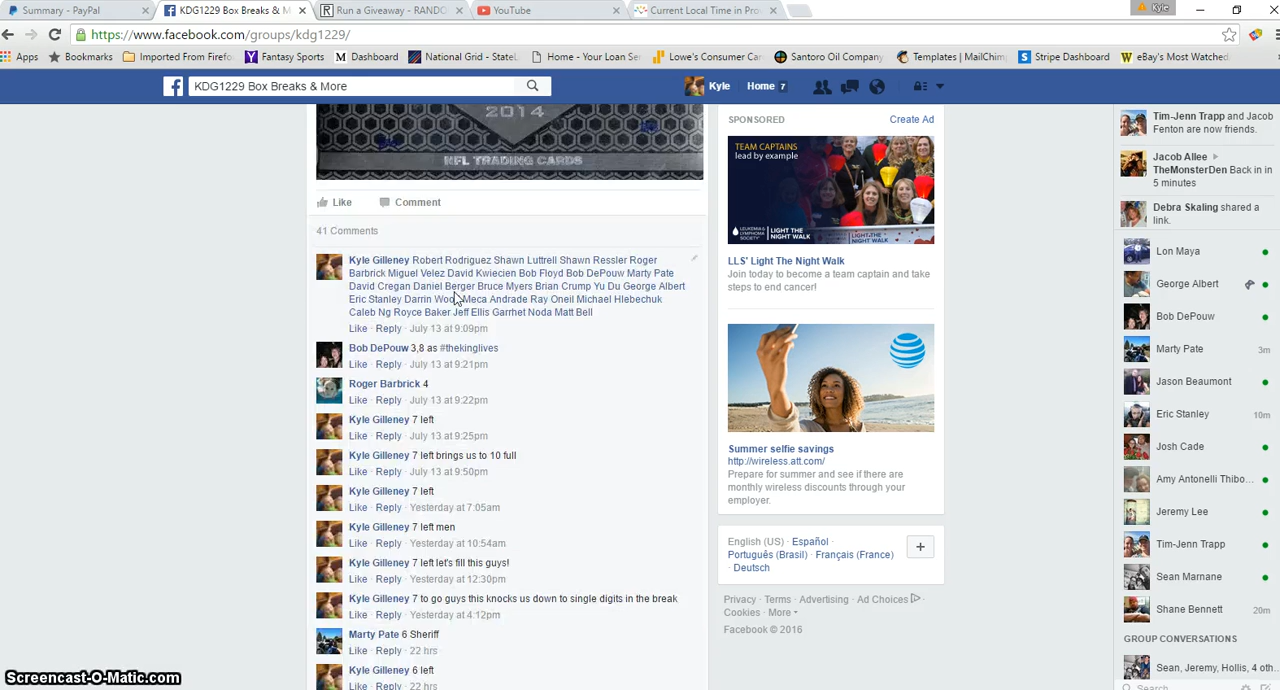 Summary - PayPal
KDG1229 Box Breaks & M
Run a Giveaway - RANDO
YouTube
Current Local Time in Pro
Kyle
https://www.facebook.com/groups/kdg1229/
Apps
Bookmarks
Imported From Firefo
Fantasy Sports
Dashboard
National Grid - StateL
Home - Your Loan Ser
Lowe's Consumer Car
Santoro Oil Company
Templates | MailChim
Stripe Dashboard
eBay's Most Watched
KDG1229 Box Breaks & More
Kyle
Home 7
2014
NFL TRADING CARDS
Like
Comment
41 Comments
Kyle Gilleney Robert Rodriguez Shawn Luttrell Shawn Ressler Roger
Barbrick Miguel Velez David Kwiecien Bob Floyd Bob DePouw Marty Pate
David Cregan Daniel Berger Bruce Myers Brian Crump Yu Du George Albert
Eric Stanley Darrin Wood Meca Andrade Ray Oneil Michael Hlebechuk
Caleb Ng Royce Baker Jeff Ellis Garrhet Noda Matt Bell
Like · Reply · July 13 at 9:09pm
Bob DePouw 3,8 as #thekinglives
Like · Reply · July 13 at 9:21pm
Roger Barbrick 4
Like · Reply · July 13 at 9:22pm
Kyle Gilleney 7 left
Like · Reply · July 13 at 9:25pm
Kyle Gilleney 7 left brings us to 10 full
Like · Reply · July 13 at 9:50pm
Kyle Gilleney 7 left
Like · Reply · Yesterday at 7:05am
Kyle Gilleney 7 left men
Like · Reply · Yesterday at 10:54am
Kyle Gilleney 7 left let's fill this guys!
Like · Reply · Yesterday at 12:30pm
Kyle Gilleney 7 to go guys this knocks us down to single digits in the break
Like · Reply · Yesterday at 4:12pm
Marty Pate 6 Sheriff
Like · Reply · 22 hrs
Kyle Gilleney 6 left
Like · Reply · 22 hrs
SPONSORED
Create Ad
TEAM CAPTAINS
lead by example
LEUKEMIA &
LYMPHOMA
SOCIETY
LIGHT THE
NIGHT WALK
LLS' Light The Night Walk
Join today to become a team captain and take
steps to end cancer!
AT&T
Summer selfie savings
http://wireless.att.com/
Prepare for summer and see if there are
monthly wireless discounts through your
employer.
English (US) · Español ·
Português (Brasil) · Français (France)
· Deutsch
Privacy · Terms · Advertising · Ad Choices ·
Cookies · More
Facebook © 2016
Tim-Jenn Trapp and Jacob
Fenton are now friends.
Jacob Allee
TheMonsterDen Back in in
5 minutes
Debra Skaling shared a
link.
Lon Maya
George Albert
Bob DePouw
Marty Pate 3m
Jason Beaumont
Eric Stanley 10m
Josh Cade
Amy Antonelli Thibo...
Jeremy Lee
Tim-Jenn Trapp
Sean Marnane
Shane Bennett 20m
GROUP CONVERSATIONS
Sean, Jeremy, Hollis, 4 oth...
Search
Screencast-O-Matic.com